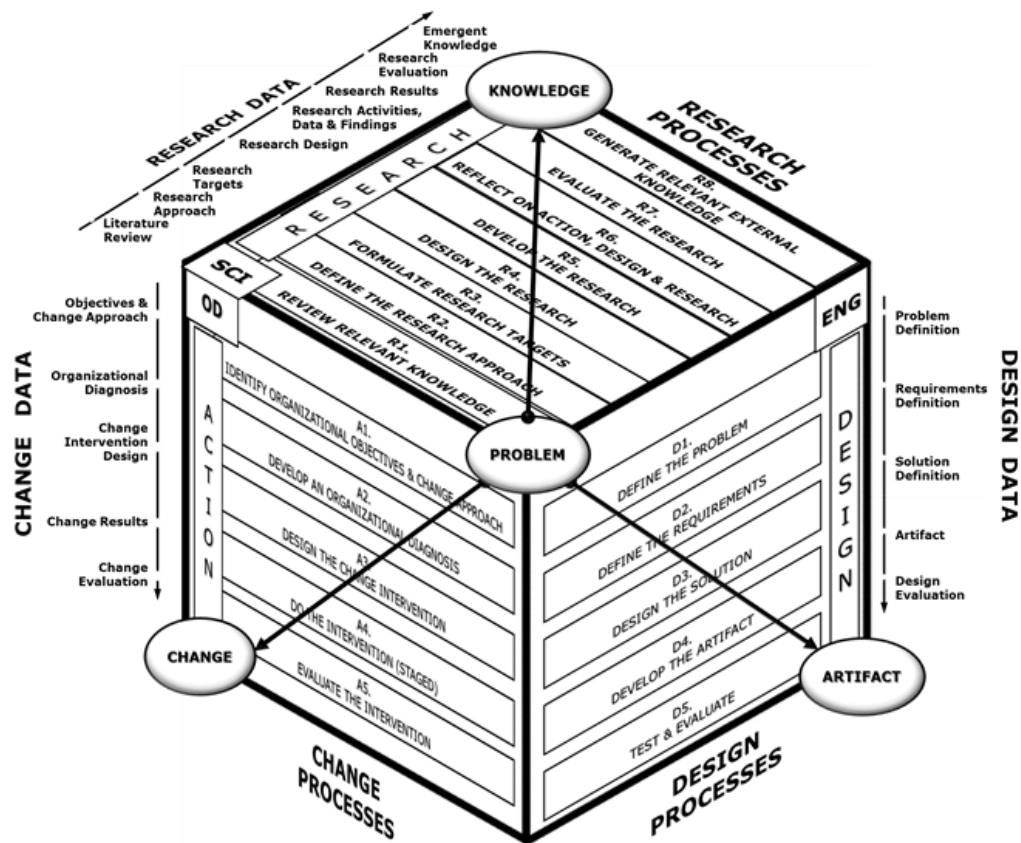 RESEARCH DATA
Emergent
Knowledge
Research
Evaluation
Research Results
Research Activities,
Data & Findings
Research Design
Research
Targets
Research
Approach
Literature
Review
KNOWLEDGE
RESEARCH
PROCESSES
RESEARCH
R8.
GENERATE RELEVANT EXTERNAL
KNOWLEDGE
R7.
EVALUATE THE RESEARCH
R6.
REFLECT ON ACTION, DESIGN & RESEARCH
R5.
DEVELOP THE RESEARCH
R4.
DESIGN THE RESEARCH
R3.
FORMULATE RESEARCH TARGETS
R2.
DEFINE THE RESEARCH APPROACH
R1.
REVIEW RELEVANT KNOWLEDGE
SCI
OD
ENG
CHANGE DATA
Objectives &
Change Approach
Organizational
Diagnosis
Change
Intervention
Design
Change Results
Change
Evaluation
ACTION
A1.
IDENTIFY ORGANIZATIONAL OBJECTIVES & CHANGE APPROACH
A2.
DEVELOP AN ORGANIZATIONAL DIAGNOSIS
A3.
DESIGN THE CHANGE INTERVENTION
A4.
DO THE INTERVENTION (STAGED)
A5.
EVALUATE THE INTERVENTION
PROBLEM
D1.
DEFINE THE PROBLEM
D2.
DEFINE THE REQUIREMENTS
D3.
DESIGN THE SOLUTION
D4.
DEVELOP THE ARTIFACT
D5.
TEST & EVALUATE
DESIGN
Problem
Definition
Requirements
Definition
Solution
Definition
Artifact
Design
Evaluation
DESIGN DATA
CHANGE
ARTIFACT
CHANGE
PROCESSES
DESIGN
PROCESSES